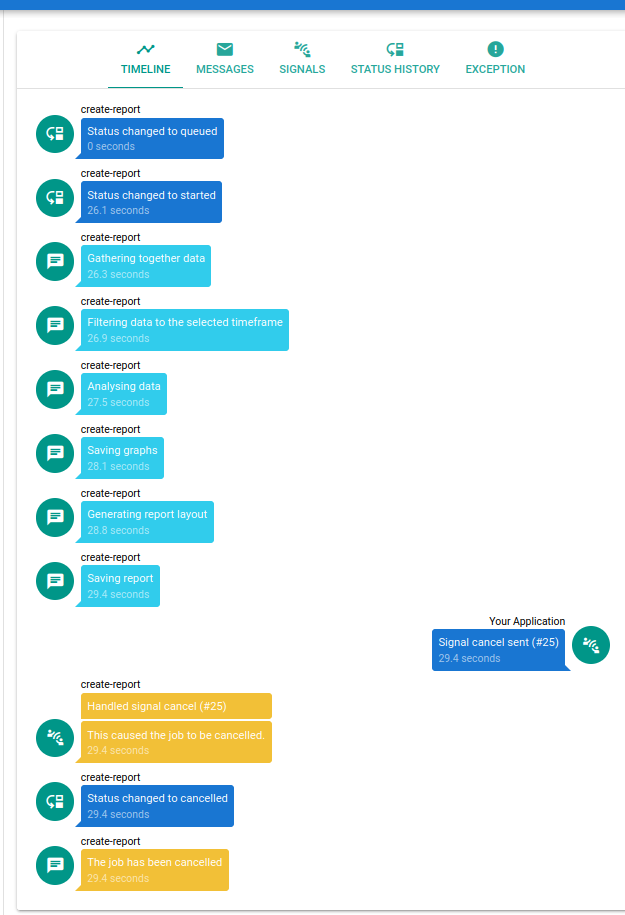 TIMELINE
MESSAGES
SIGNALS
STATUS HISTORY
EXCEPTION
create-report
Status changed to queued
0 seconds
create-report
Status changed to started
26.1 seconds
create-report
Gathering together data
26.3 seconds
create-report
Filtering data to the selected timeframe
26.9 seconds
create-report
Analysing data
27.5 seconds
create-report
Saving graphs
28.1 seconds
create-report
Generating report layout
28.8 seconds
create-report
Saving report
29.4 seconds
Your Application
Signal cancel sent (#25)
29.4 seconds
create-report
Handled signal cancel (#25)
This caused the job to be cancelled.
29.4 seconds
create-report
Status changed to cancelled
29.4 seconds
create-report
The job has been cancelled
29.4 seconds